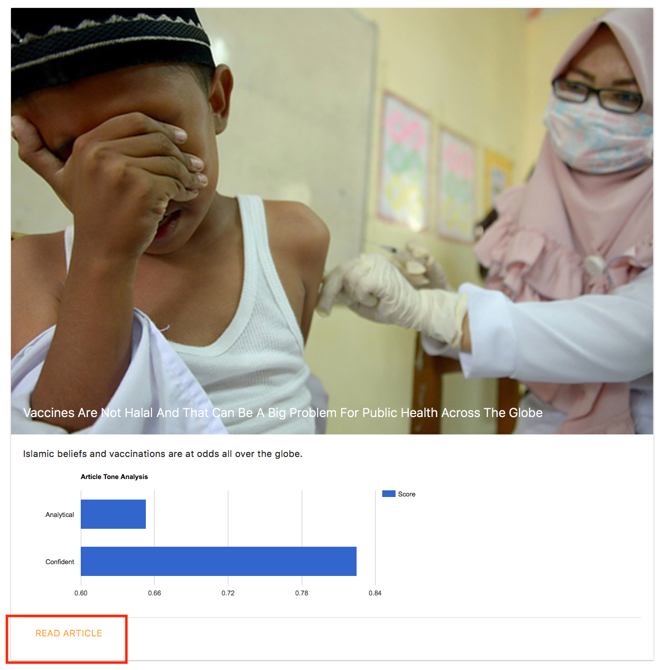 Vaccines Are Not Halal And That Can Be A Big Problem For Public Health Across The Globe
Islamic beliefs and vaccinations are at odds all over the globe.
Article Tone Analysis
Score
Analytical
Confident
0.60 0.66 0.72 0.78 0.84
READ ARTICLE